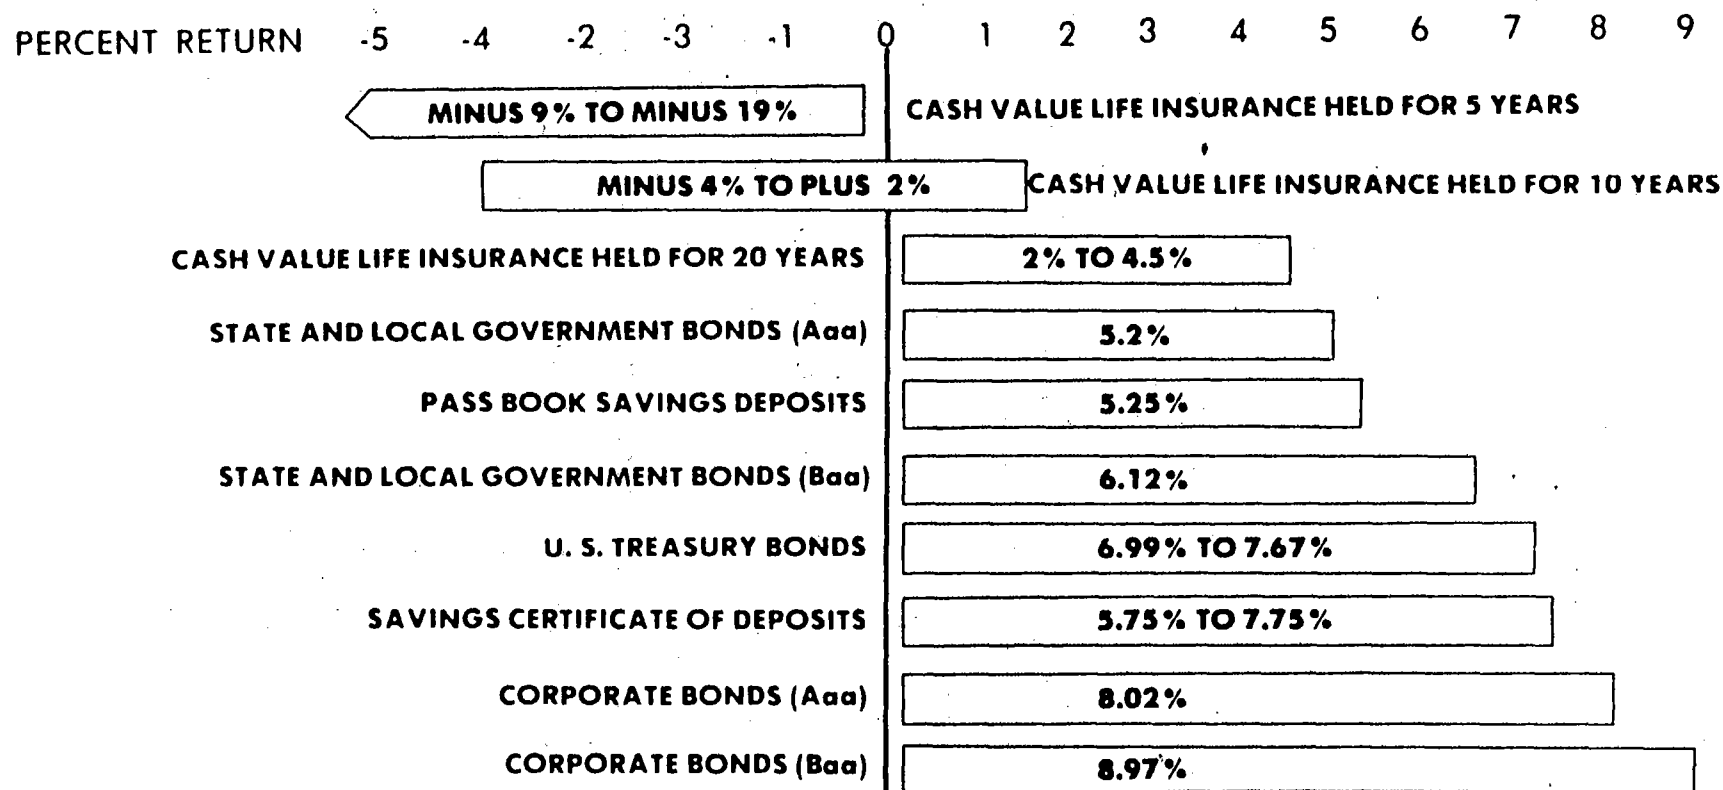 PERCENT RETURN -5 -4 -2 -3 -1 0 1 2 3 4 5 6 7 8 9
MINUS 9% TO MINUS 19% CASH VALUE LIFE INSURANCE HELD FOR 5 YEARS
MINUS 4% TO PLUS 2% CASH VALUE LIFE INSURANCE HELD FOR 10 YEARS
CASH VALUE LIFE INSURANCE HELD FOR 20 YEARS 2% TO 4.5%
STATE AND LOCAL GOVERNMENT BONDS (Aaa) 5.2%
PASS BOOK SAVINGS DEPOSITS 5.25%
STATE AND LOCAL GOVERNMENT BONDS (Baa) 6.12%
U. S. TREASURY BONDS 6.99% TO 7.67%
SAVINGS CERTIFICATE OF DEPOSITS 5.75% TO 7.75%
CORPORATE BONDS (Aaa) 8.02%
CORPORATE BONDS (Baa) 8.97%